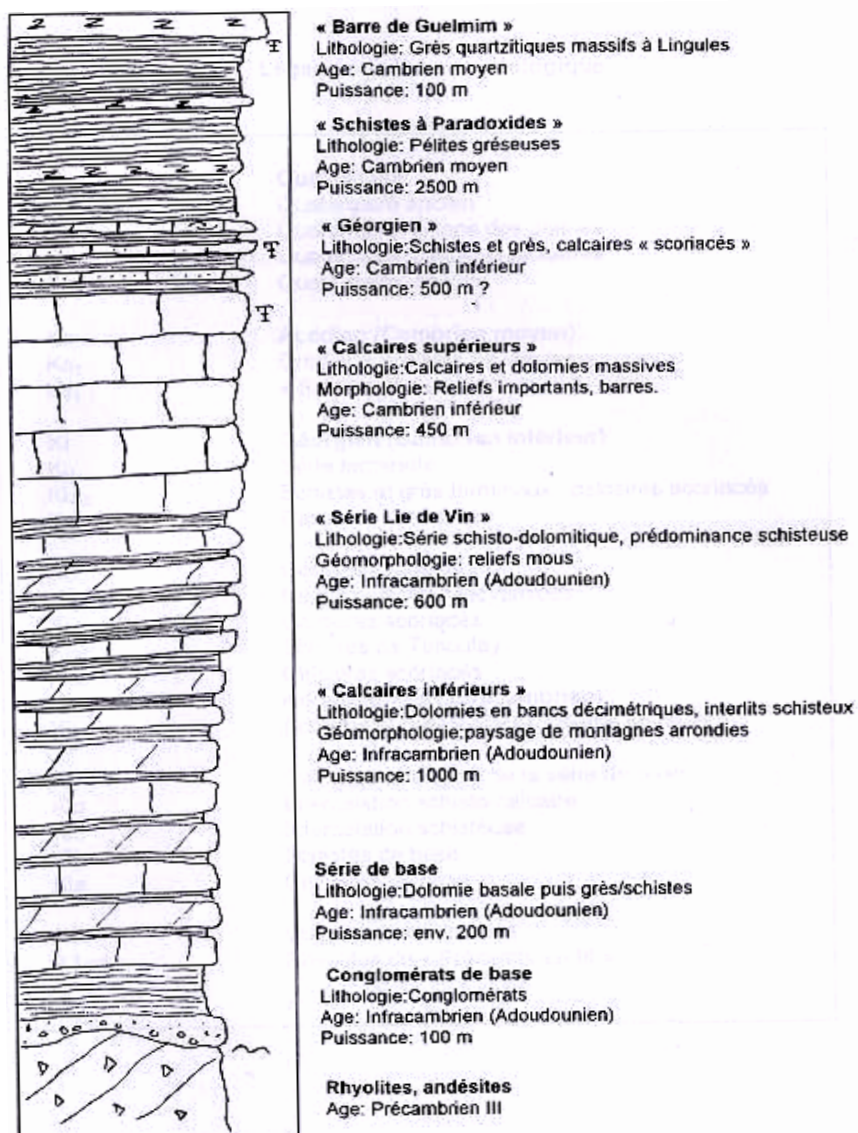 « Barre de Guelmim »
Lithologie: Grès quartzitiques massifs à Lingules
Age: Cambrien moyen
Puissance: 100 m
« Schistes à Paradoxides »
Lithologie: Pélites gréseuses
Age: Cambrien moyen
Puissance: 2500 m
« Géorgien »
Lithologie:Schistes et grès, calcaires « scoriacés »
Age: Cambrien inférieur
Puissance: 500 m ?
« Calcaires supérieurs »
Lithologie:Calcaires et dolomies massives
Morphologie: Reliefs importants, barres.
Age: Cambrien inférieur
Puissance: 450 m
« Série Lie de Vin »
Lithologie:Série schisto-dolomitique, prédominance schisteuse
Géomorphologie: reliefs mous
Age: Infracambrien (Adoudounien)
Puissance: 600 m
« Calcaires inférieurs »
Lithologie:Dolomies en bancs décimétriques, interlits schisteux
Géomorphologie:paysage de montagnes arrondies
Age: Infracambrien (Adoudounien)
Puissance: 1000 m
Série de base
Lithologie:Dolomie basale puis grès/schistes
Age: Infracambrien (Adoudounien)
Puissance: env. 200 m
Conglomérats de base
Lithologie:Conglomérats
Age: Infracambrien (Adoudounien)
Puissance: 100 m
Rhyolites, andésites
Age: Précambrien III